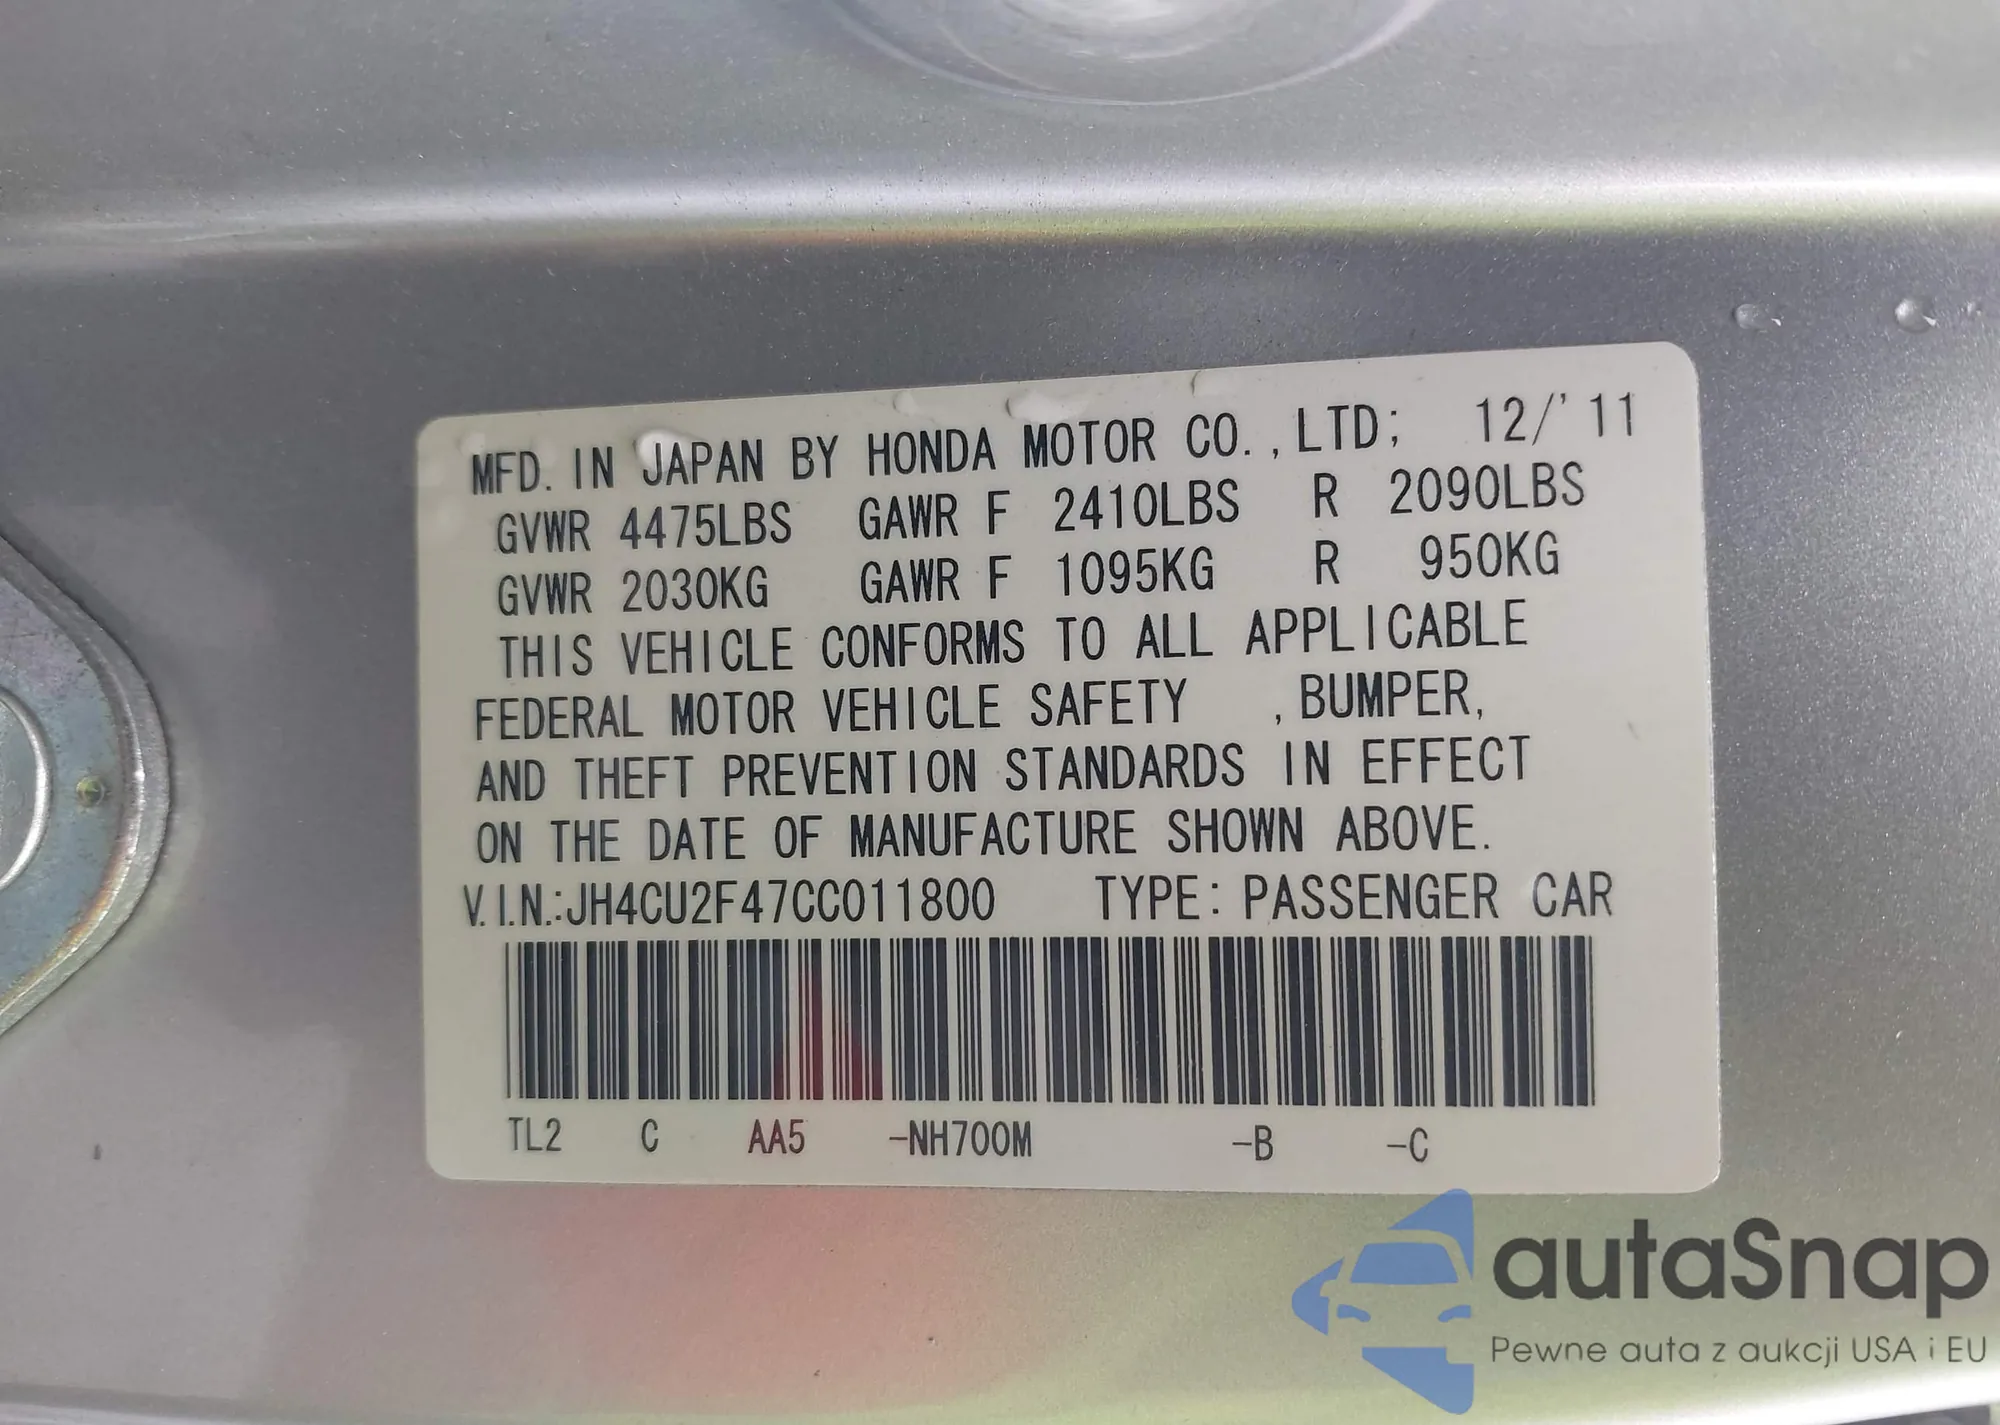 MFD. IN JAPAN BY HONDA MOTOR CO.,LTD; 12/'11
GVWR 4475LBS GAWR F 2410LBS R 2090LBS
GVWR 2030KG GAWR F 1095KG R 950KG
THIS VEHICLE CONFORMS TO ALL APPLICABLE
FEDERAL MOTOR VEHICLE SAFETY ,BUMPER,
AND THEFT PREVENTION STANDARDS IN EFFECT
ON THE DATE OF MANUFACTURE SHOWN ABOVE.
V.I.N.:JH4CU2F47CC011800 TYPE: PASSENGER CAR
TL2 C AA5 -NH700M -B -C
autaSnap
Pewne auta z aukcji USA i EU